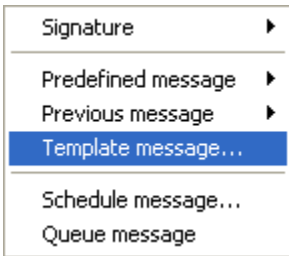 Signature
Predefined message
Previous message
Template message...
Schedule message...
Queue message